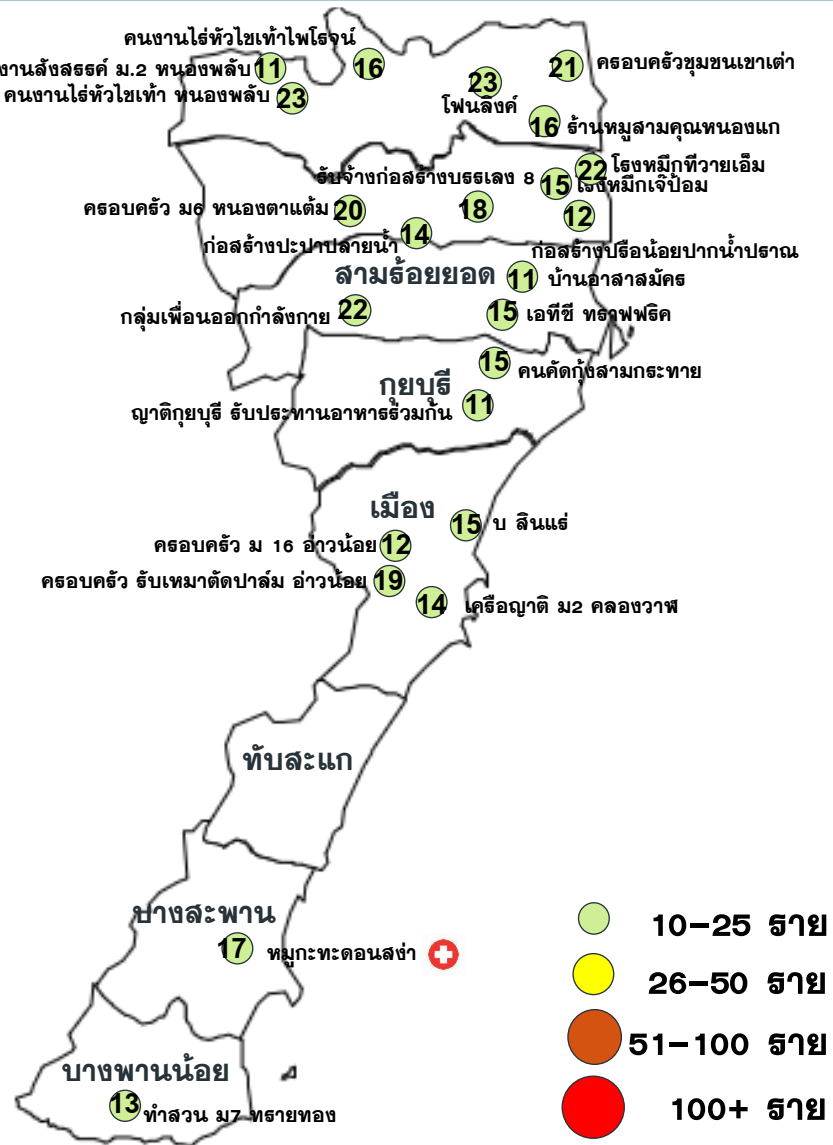 คนงานไร่หัวไชเท้าไพโรจน์
งานสังสรรค์ ม.2 หนองพลับ 11
16
23
21 ครอบครัวชุมชนเขาเต่า
คนงานไร่หัวไชเท้า หนองพลับ 23
โฟนลิงค์
16 ร้านหมูสามคุณหนองแก
22 โรงหมึกทีวายเอ็ม
รับจ้างก่อสร้างบรรเลง 8 15 โรงหมึกเจ๊ป้อม
ครอบครัว ม6 หนองตาแต้ม 20
18
12
14
ก่อสร้างปะปาปลายน้ำ
ก่อสร้างปรือน้อยปากน้ำปราณ
สามร้อยยอด
11 บ้านอาสาสมัคร
กลุ่มเพื่อนออกกำลังกาย 22
15 เอทีซี ทราฟฟริค
15 คนคัดกุ้งสามกระทาย
กุยบุรี
ญาติกุยบุรี รับประทานอาหารร่วมกัน 11
เมือง
15 บ สินแร่
ครอบครัว ม 16 อ่าวน้อย 12
ครอบครัว รับเหมาตัดปาล์ม อ่าวน้อย 19
14 เครือญาติ ม2 คลองวาฬ
ทับสะแก
บางสะพาน
17 หมูกะทะดอนสง่า
10-25 ราย
26-50 ราย
51-100 ราย
100+ ราย
บางพานน้อย
13 ทำสวน ม7 ทรายทอง